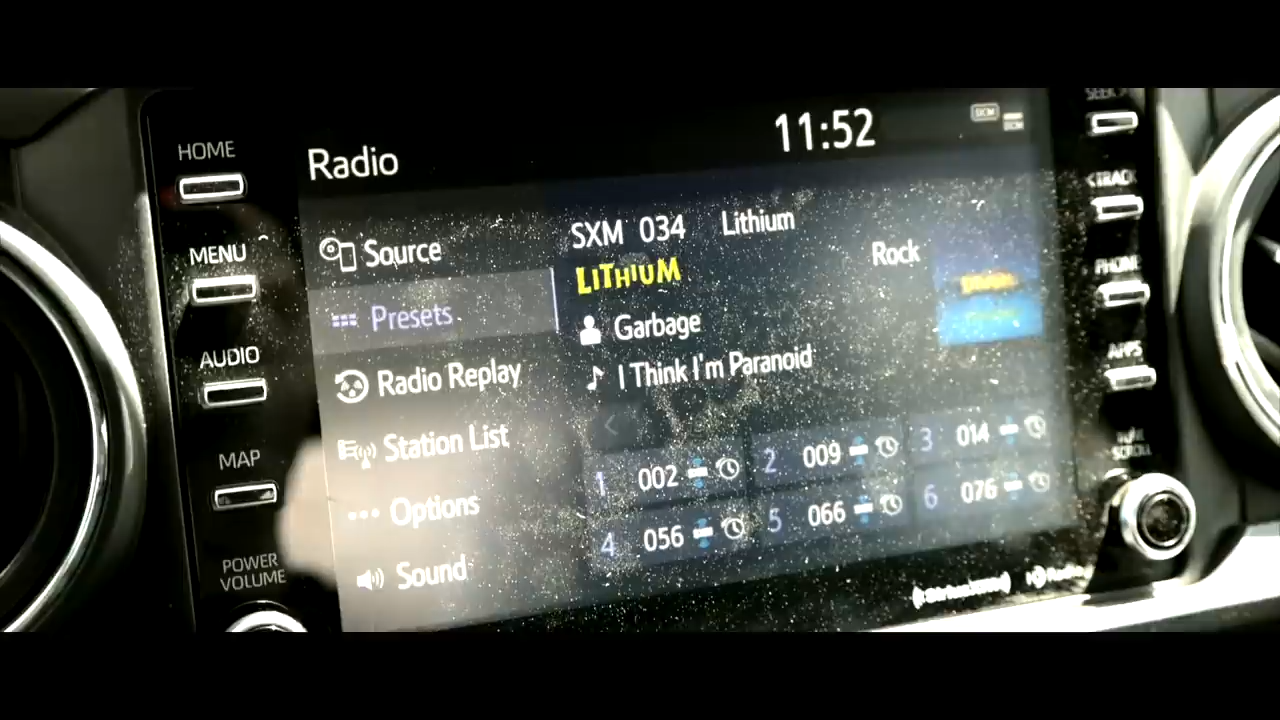 HOME
MENU
AUDIO
MAP
POWER
VOLUME
Radio
11:52
Source
Presets
Radio Replay
Station List
Options
Sound
SXM 034 Lithium
LITHIUM
Rock
Garbage
I Think I'm Paranoid
1 002
2 009
3 014
4 056
5 066
6 076
TRACK
PHONE
APPS
SCROLL